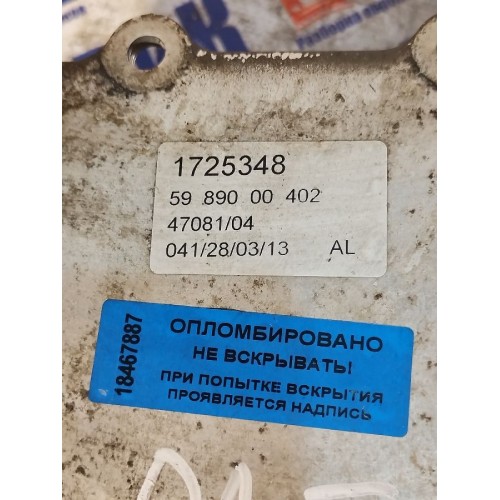 Разборка
1725348
59 890 00 402
47081/04
041/28/03/13 AL
18467887
ОПЛОМБИРОВАНО
НЕ ВСКРЫВАТЬ!
ПРИ ПОПЫТКЕ ВСКРЫТИЯ
ПРОЯВЛЯЕТСЯ НАДПИСЬ